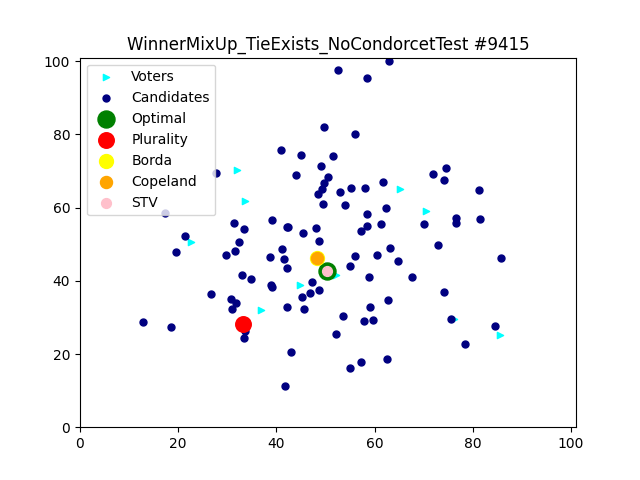 WinnerMixUp_TieExists_NoCondorcetTest #9415
Voters
Candidates
Optimal
Plurality
Borda
Copeland
STV
100
80
60
40
20
0
0 20 40 60 80 100